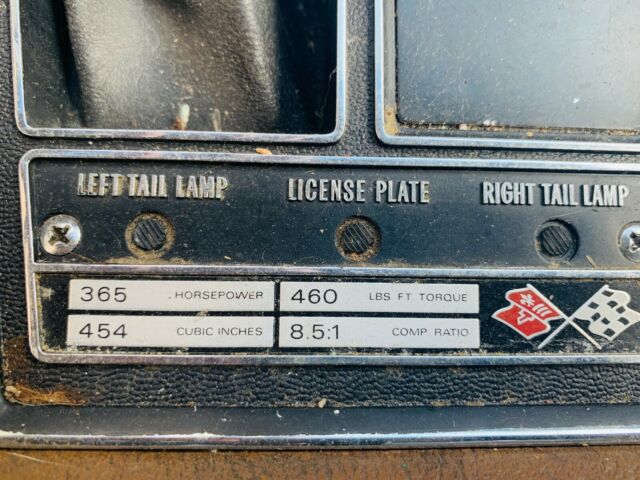 LEFT TAIL LAMP LICENSE PLATE RIGHT TAIL LAMP
365 HORSEPOWER 460 LBS. FT. TORQUE
454 CUBIC INCHES 8.5:1 COMP. RATIO